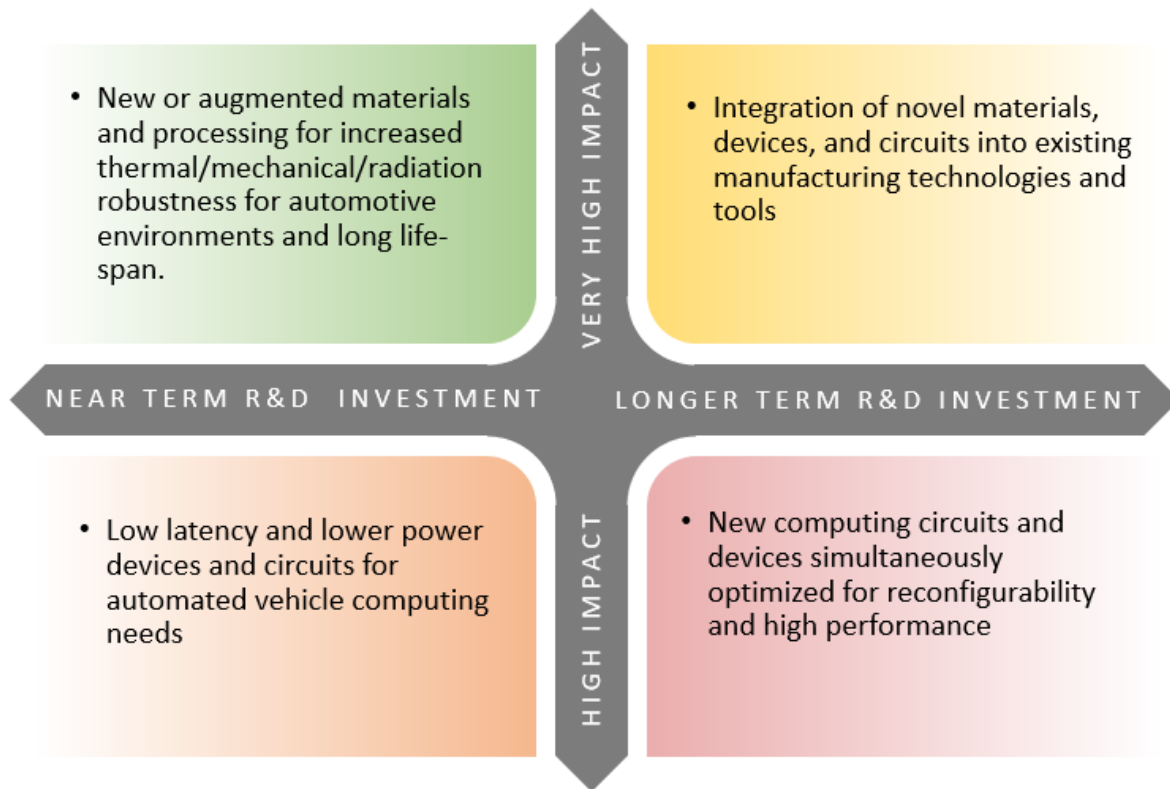 • New or augmented materials
and processing for increased
thermal/mechanical/radiation
robustness for automotive
environments and long life-
span.
VERY HIGH IMPACT
• Integration of novel materials,
devices, and circuits into existing
manufacturing technologies and
tools
NEAR TERM R&D INVESTMENT
LONGER TERM R&D INVESTMENT
• Low latency and lower power
devices and circuits for
automated vehicle computing
needs
HIGH IMPACT
• New computing circuits and
devices simultaneously
optimized for reconfigurability
and high performance